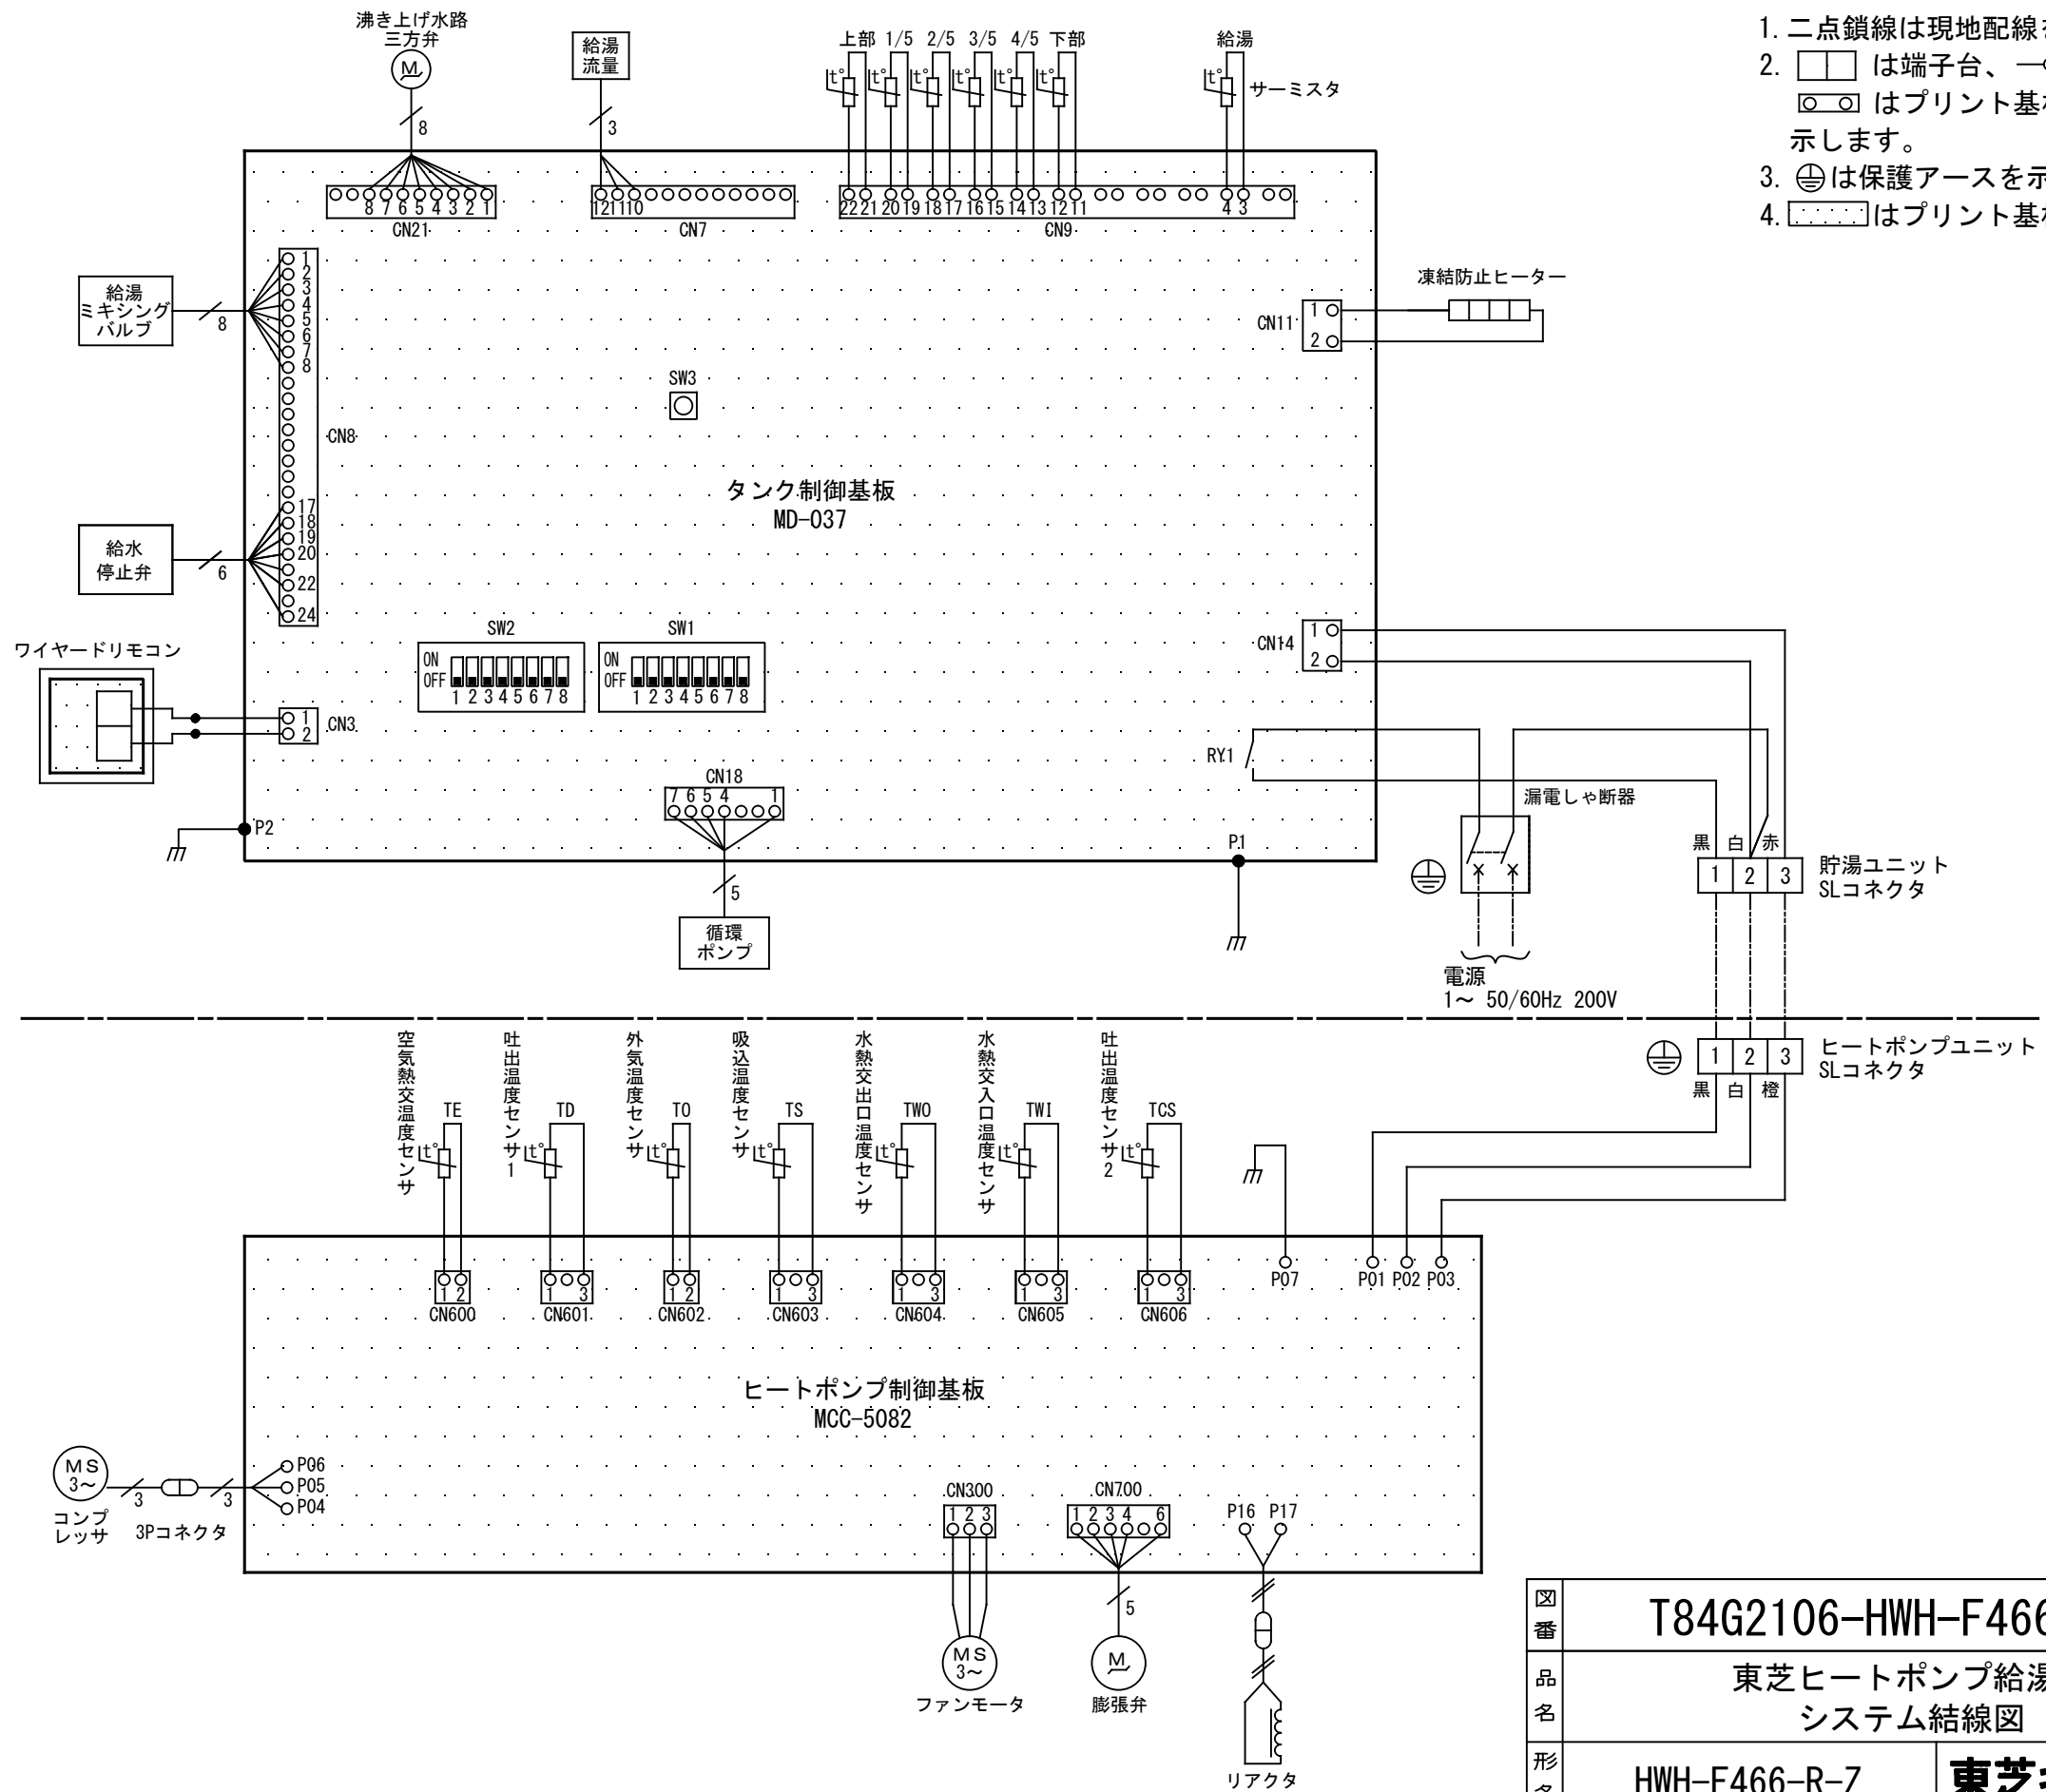 沸き上げ水路
三方弁
M
8
給湯
流量
3
上部 1/5 2/5 3/5 4/5 下部
t° t° t° t° t° t°
給湯
t°
サーミスタ
1. 二点鎖線は現地配線
2. は端子台、
はプリント基
示します。
3. は保護アースを示
4. はプリント基
8 7 6 5 4 3 2 1
CN21
12 11 10
CN7
22 21 20 19 18 17 16 15 14 13 12 11 4 3
CN9
給湯
ミキシング
バルブ
8
1
2
3
4
5
6
7
8
CN8
17
18
19
20
22
24
給水
停止弁
6
SW3
タンク制御基板
MD-037
CN11
1
2
凍結防止ヒーター
SW2
ON
OFF
1 2 3 4 5 6 7 8
SW1
ON
OFF
1 2 3 4 5 6 7 8
CN14
1
2
ワイヤードリモコン
1
2
CN3
RY1
CN18
7 6 5 4 1
5
循環
ポンプ
P2
P1
漏電しゃ断器
電源
1～ 50/60Hz 200V
黒 白 赤
1 2 3
貯湯ユニット
SLコネクタ
1 2 3
ヒートポンプユニット
SLコネクタ
黒 白 橙
空気熱交温度センサ
TE
t°
吐出温度センサ1
TD
t°
外気温度センサ
TO
t°
吸込温度センサ
TS
t°
水熱交出口温度センサ
TWO
t°
水熱交入口温度センサ
TWI
t°
吐出温度センサ2
TCS
t°
1 2
CN600
1 3
CN601
1 2
CN602
1 3
CN603
1 3
CN604
1 3
CN605
1 3
CN606
P07
P01 P02 P03
ヒートポンプ制御基板
MCC-5082
MS
3～
コンプ
レッサ
3
3Pコネクタ
3
P06
P05
P04
CN300
1 2 3
MS
3～
ファンモータ
CN700
1 2 3 4 6
5
M
膨張弁
P16 P17
リアクタ
図番
T84G2106-HWH-F466
品名
東芝ヒートポンプ給湯
システム結線図
形
HWH-F466-R-Z
東芝